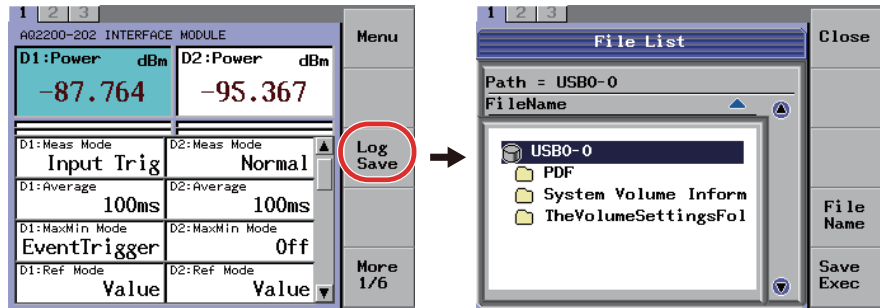 1 2 3
AQ2200-202 INTERFACE MODULE
D1:Power dBm
-87.764
D2:Power dBm
-95.367
D1:Meas Mode
Input Trig
D2:Meas Mode
Normal
D1:Average
100ms
D2:Average
100ms
D1:MaxMin Mode
EventTrigger
D2:MaxMin Mode
Off
D1:Ref Mode
Value
D2:Ref Mode
Value
Menu
Log
Save
More
1/6
1 2 3
File List
Path = USB0-0
FileName
USB0-0
PDF
System Volume Inform
TheVolumeSettingsFol
Close
File
Name
Save
Exec